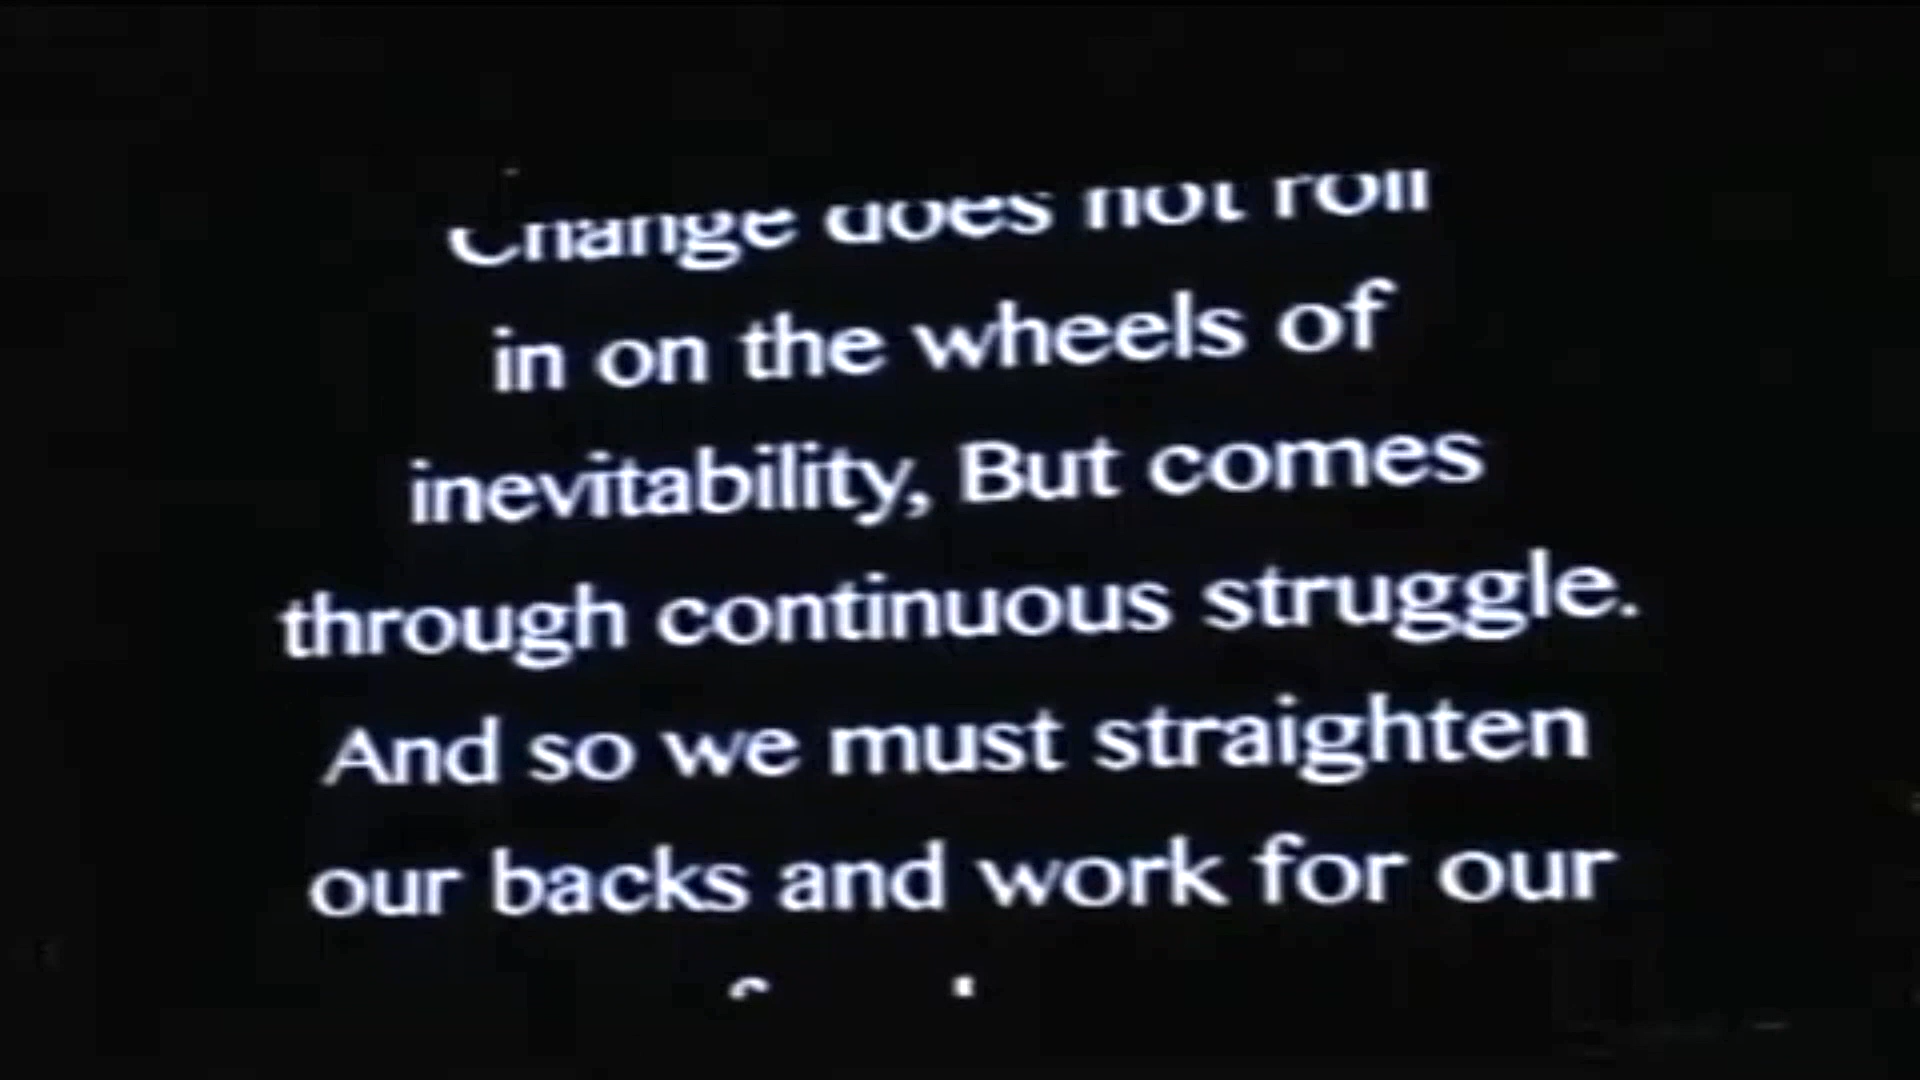 Change does not roll
in on the wheels of
inevitability, But comes
through continuous struggle.
And so we must straighten
our backs and work for our